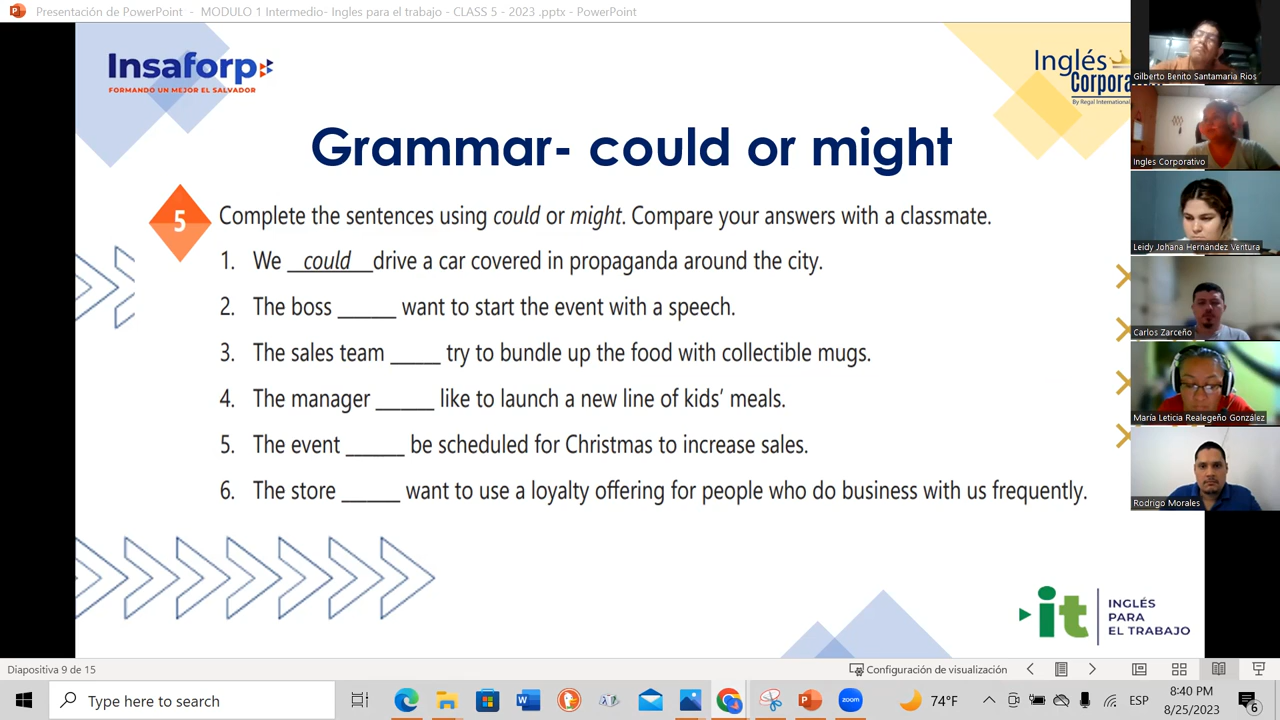 Presentación de PowerPoint - MODULO 1 Intermedio- Ingles para el trabajo - CLASS 5 - 2023 .pptx - PowerPoint
Insaforp
FORMANDO UN MEJOR EL SALVADOR
Inglés
Corpora
By Regal International
Grammar- could or might
5 Complete the sentences using could or might. Compare your answers with a classmate.
1. We __could__drive a car covered in propaganda around the city.
2. The boss ______ want to start the event with a speech.
3. The sales team _____ try to bundle up the food with collectible mugs.
4. The manager ______ like to launch a new line of kids’ meals.
5. The event ______ be scheduled for Christmas to increase sales.
6. The store ______ want to use a loyalty offering for people who do business with us frequently.
Gilberto Benito Santamaria Rios
Ingles Corporativo
Leidy Johana Hernández Ventura
Carlos Zarceño
María Leticia Realegeño González
Rodrigo Morales
it
INGLÉS
PARA
EL TRABAJO
Diapositiva 9 de 15
Configuración de visualización
Type here to search
zoom
74°F
ESP
8:40 PM
8/25/2023
6